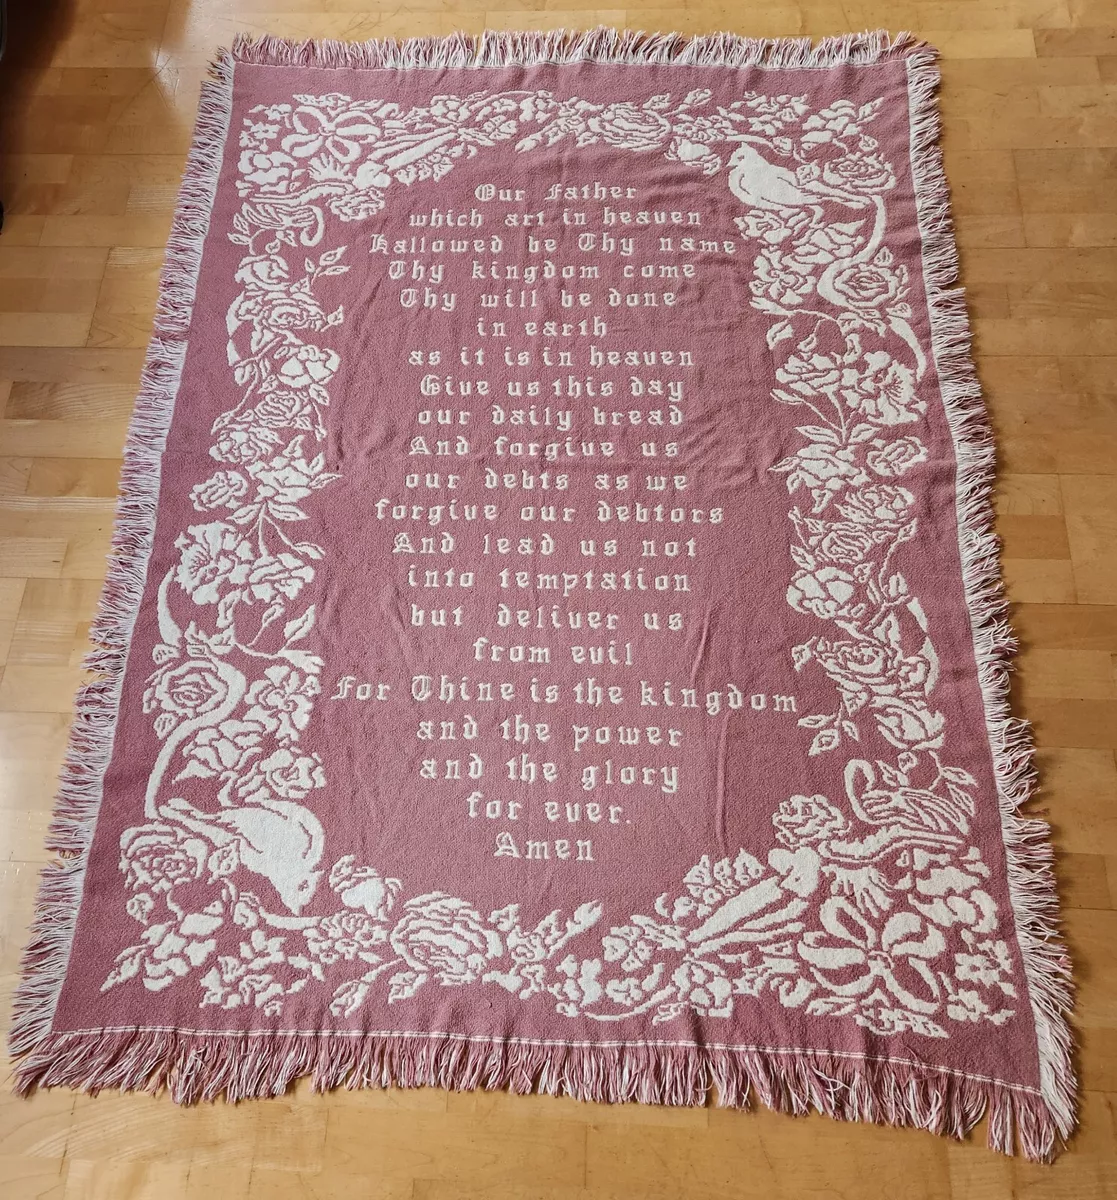 Our Father
which art in heaven
Hallowed be Thy name
Thy kingdom come
Thy will be done
in earth
as it is in heaven
Give us this day
our daily bread
And forgive us
our debts as we
forgive our debtors
And lead us not
into temptation
but deliver us
from evil
For Thine is the kingdom
and the power
and the glory
for ever.
Amen